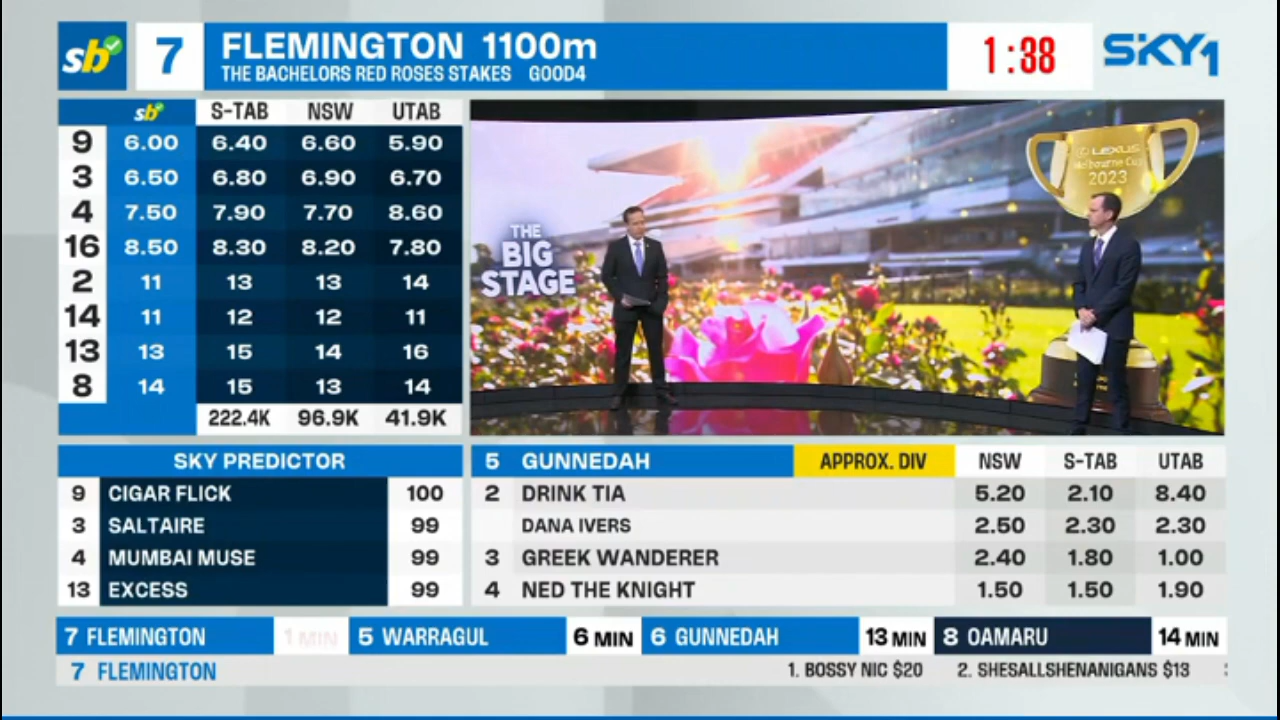 sb 7 FLEMINGTON 1100m 1:38 SKY1
THE BACHELORS RED ROSES STAKES GOOD4
sb S-TAB NSW UTAB
9 6.00 6.40 6.60 5.90
3 6.50 6.80 6.90 6.70
4 7.50 7.90 7.70 8.60
16 8.50 8.30 8.20 7.80
2 11 13 13 14
14 11 12 12 11
13 13 15 14 16
8 14 15 13 14
222.4K 96.9K 41.9K
THE
BIG
STAGE
LEXUS
Melbourne Cup
2023
SKY PREDICTOR
9 CIGAR FLICK 100
3 SALTAIRE 99
4 MUMBAI MUSE 99
13 EXCESS 99
5 GUNNEDAH APPROX. DIV NSW S-TAB UTAB
2 DRINK TIA 5.20 2.10 8.40
DANA IVERS 2.50 2.30 2.30
3 GREEK WANDERER 2.40 1.80 1.00
4 NED THE KNIGHT 1.50 1.50 1.90
7 FLEMINGTON 1 MIN 5 WARRAGUL 6 MIN 6 GUNNEDAH 13 MIN 8 OAMARU 14 MIN
7 FLEMINGTON 1. BOSSY NIC $20 2. SHESALLSHENANIGANS $13